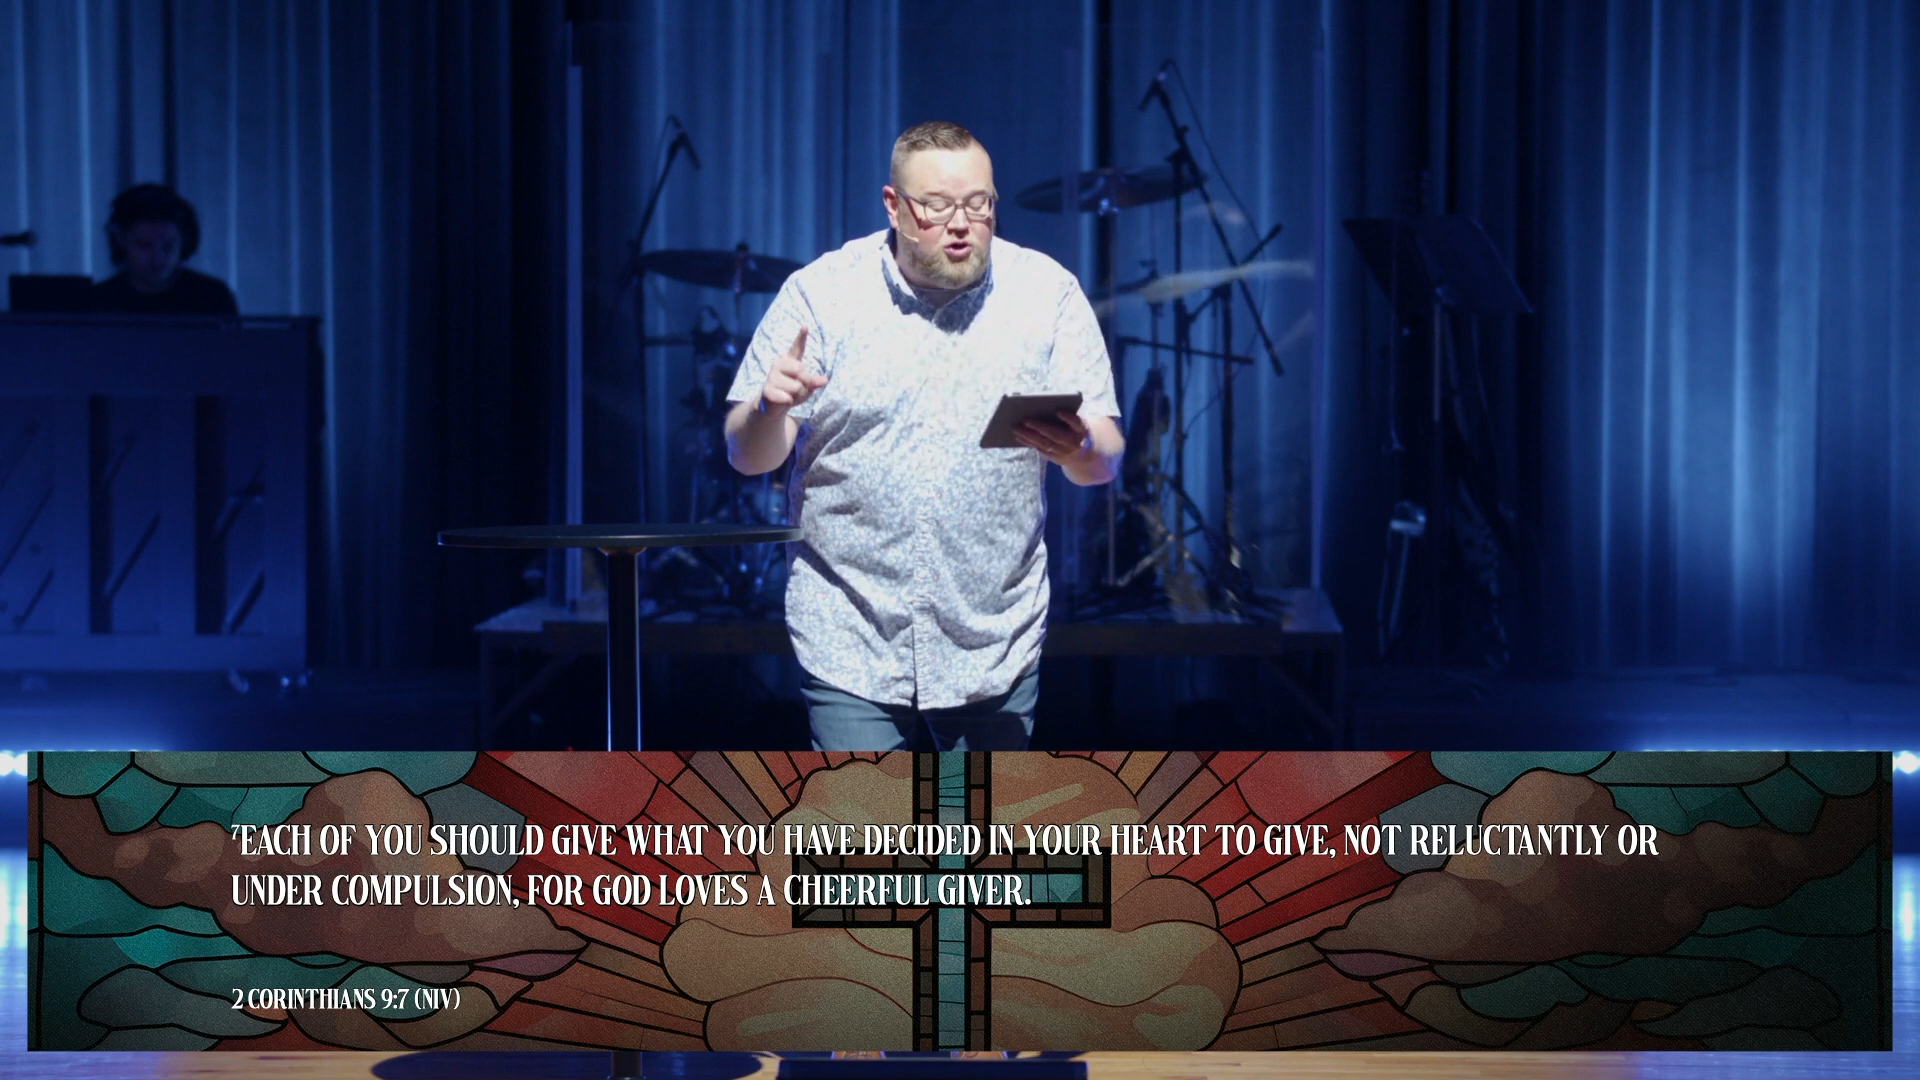 7EACH OF YOU SHOULD GIVE WHAT YOU HAVE DECIDED IN YOUR HEART TO GIVE, NOT RELUCTANTLY OR
UNDER COMPULSION, FOR GOD LOVES A CHEERFUL GIVER.
2 CORINTHIANS 9:7 (NIV)